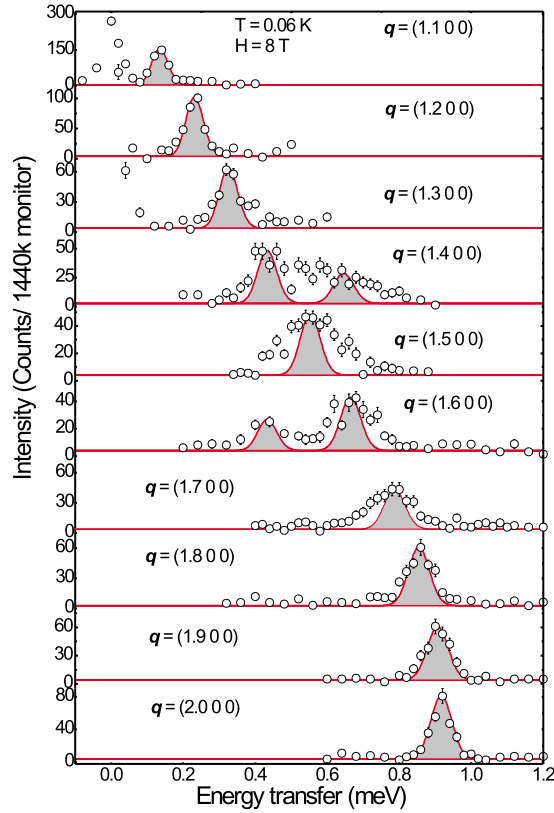 300
T = 0.06 K
H = 8 T
q = (1.1 0 0)
150
0
100
q = (1.2 0 0)
50
0
60
q = (1.3 0 0)
30
0
50
q = (1.4 0 0)
25
0
40
q = (1.5 0 0)
20
0
40
q = (1.6 0 0)
20
0
60
q = (1.7 0 0)
30
0
60
q = (1.8 0 0)
30
0
60
q = (1.9 0 0)
30
0
80
q = (2.0 0 0)
40
0
Intensity (Counts/ 1440k monitor)
0.0 0.2 0.4 0.6 0.8 1.0 1.2
Energy transfer (meV)